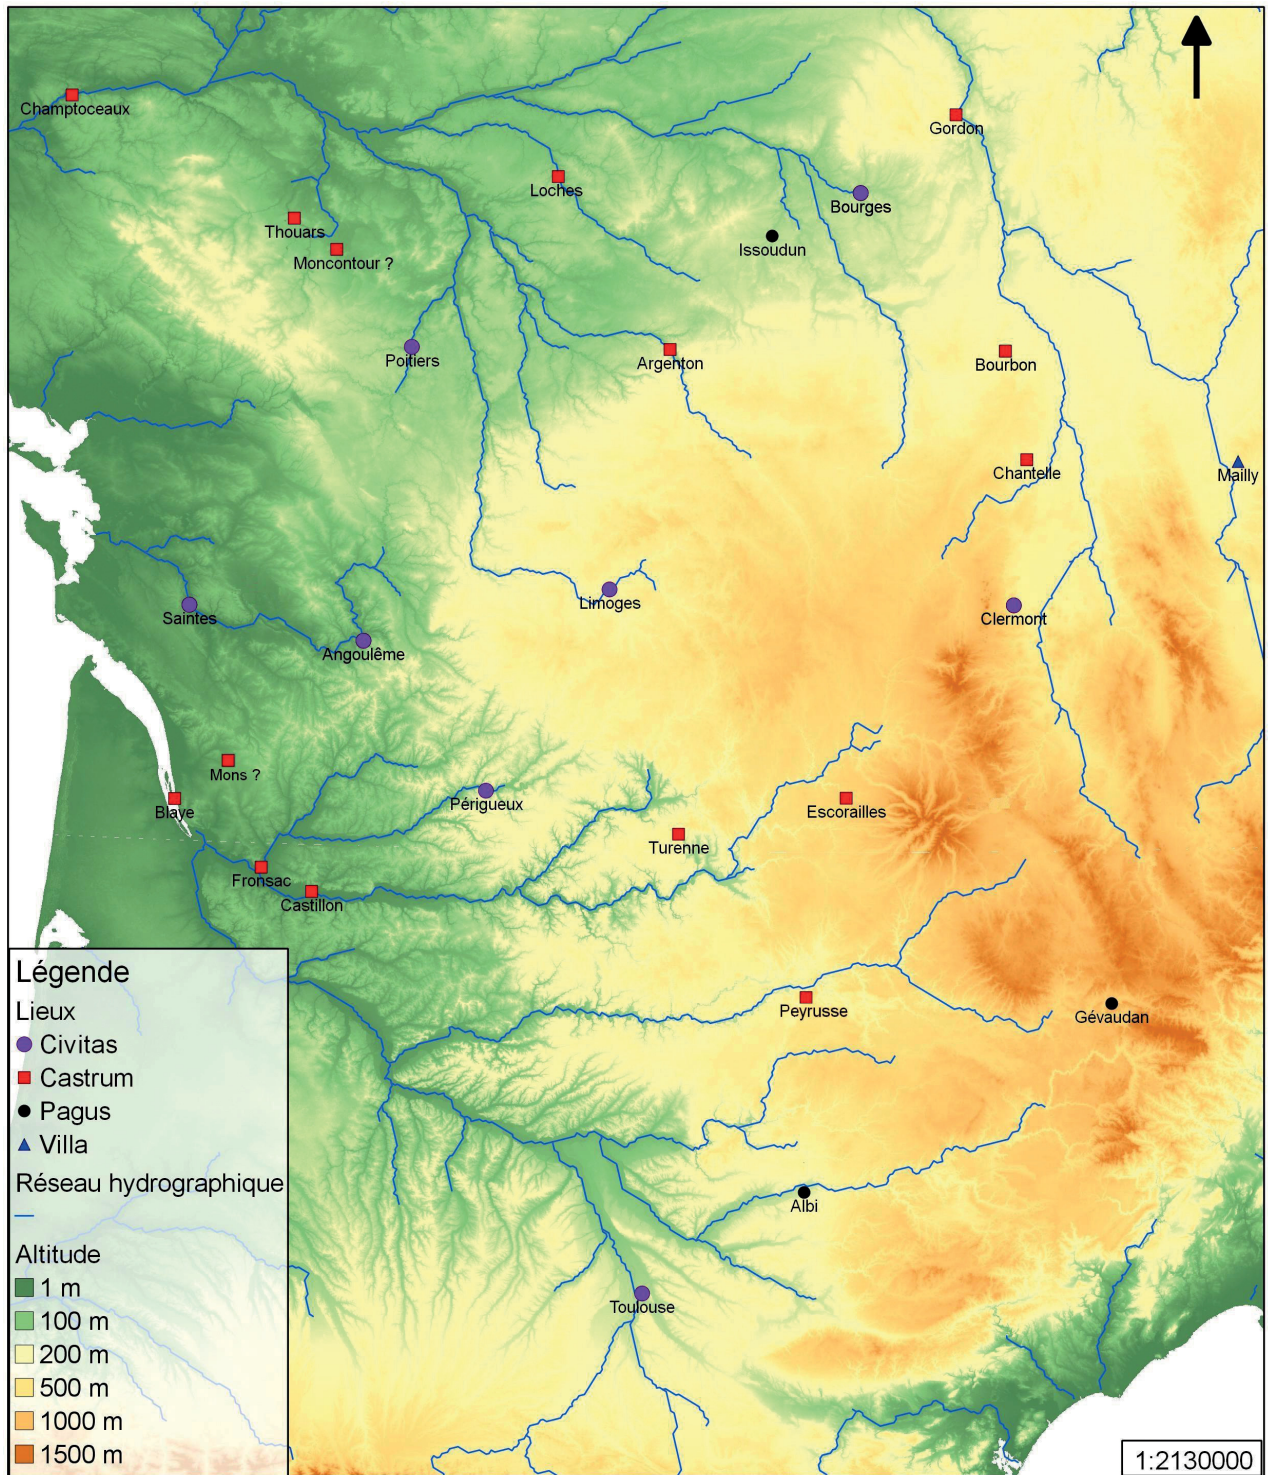 Champtoceaux
Gordon
Loches
Bourges
Thouars
Issoudun
Moncontour ?
Poitiers
Argenton
Bourbon
Chantelle
Mailly
Limoges
Saintes
Clermont
Angoulême
Mons ?
Périgueux
Blaye
Escorailles
Turenne
Fronsac
Castillon
Peyrusse
Gévaudan
Albi
Toulouse
Légende
Lieux
Civitas
Castrum
Pagus
Villa
Réseau hydrographique
Altitude
1 m
100 m
200 m
500 m
1000 m
1500 m
1:2130000